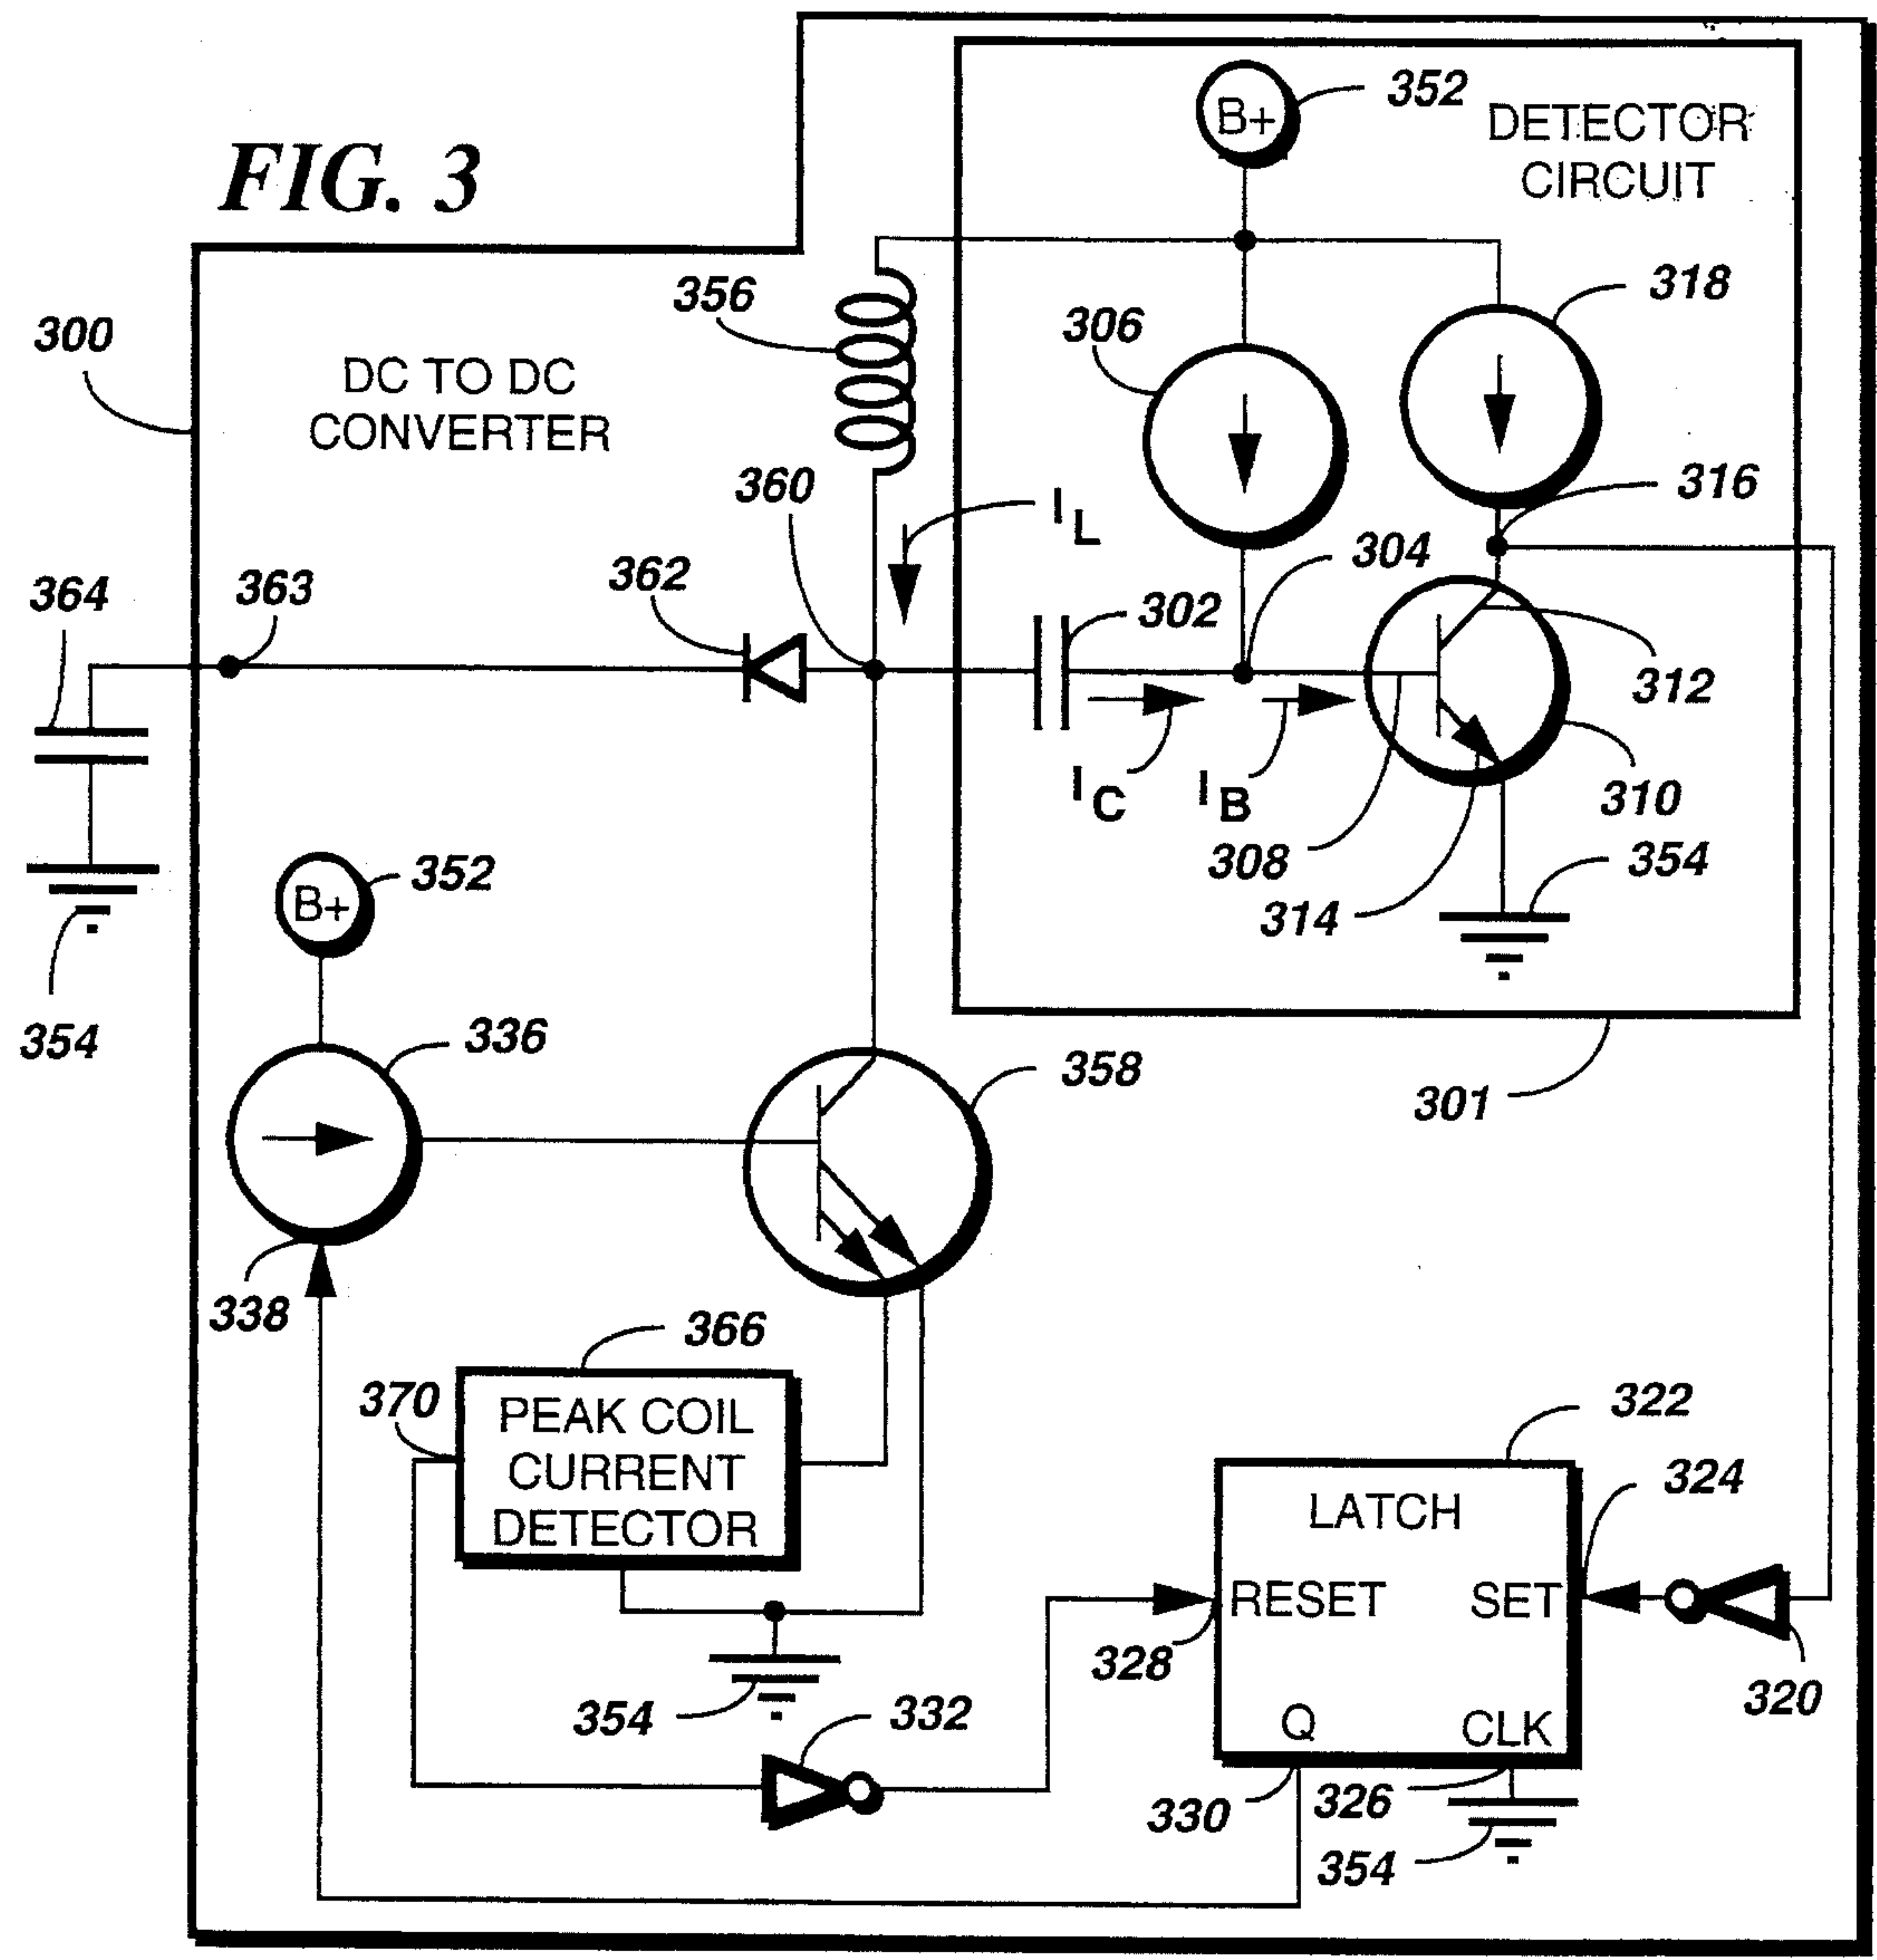 FIG. 3
B+
352
DETECTOR
CIRCUIT
318
356
306
300
DC TO DC
CONVERTER
316
360
I L
304
362
363
364
302
312
I C
I B
310
308
354
314
B+
352
354
336
358
301
338
366
370
PEAK COIL
CURRENT
DETECTOR
322
324
LATCH
RESET
SET
328
320
354
332
Q
CLK
330
326
354